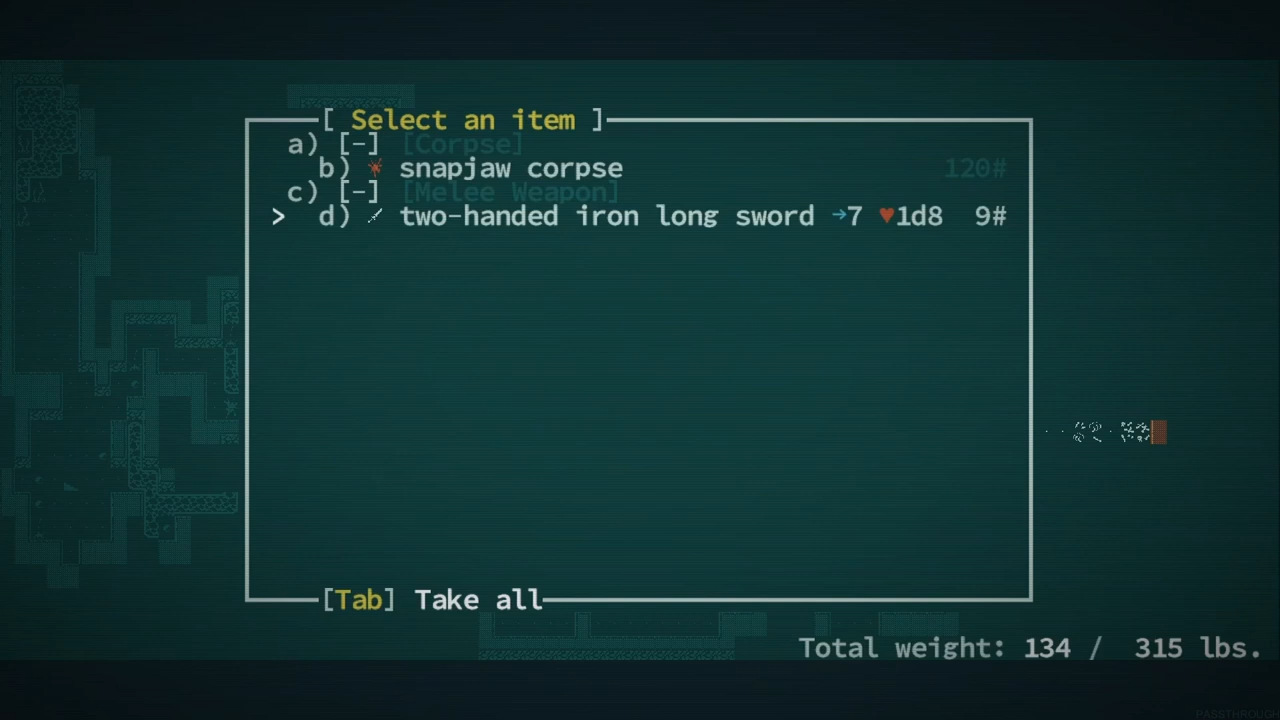 [ Select an item ]
a) [-] [Corpse]
b) snapjaw corpse 120#
c) [-] [Melee Weapon]
> d) two-handed iron long sword →7 ♥1d8 9#
[Tab] Take all
Total weight: 134 / 315 lbs.